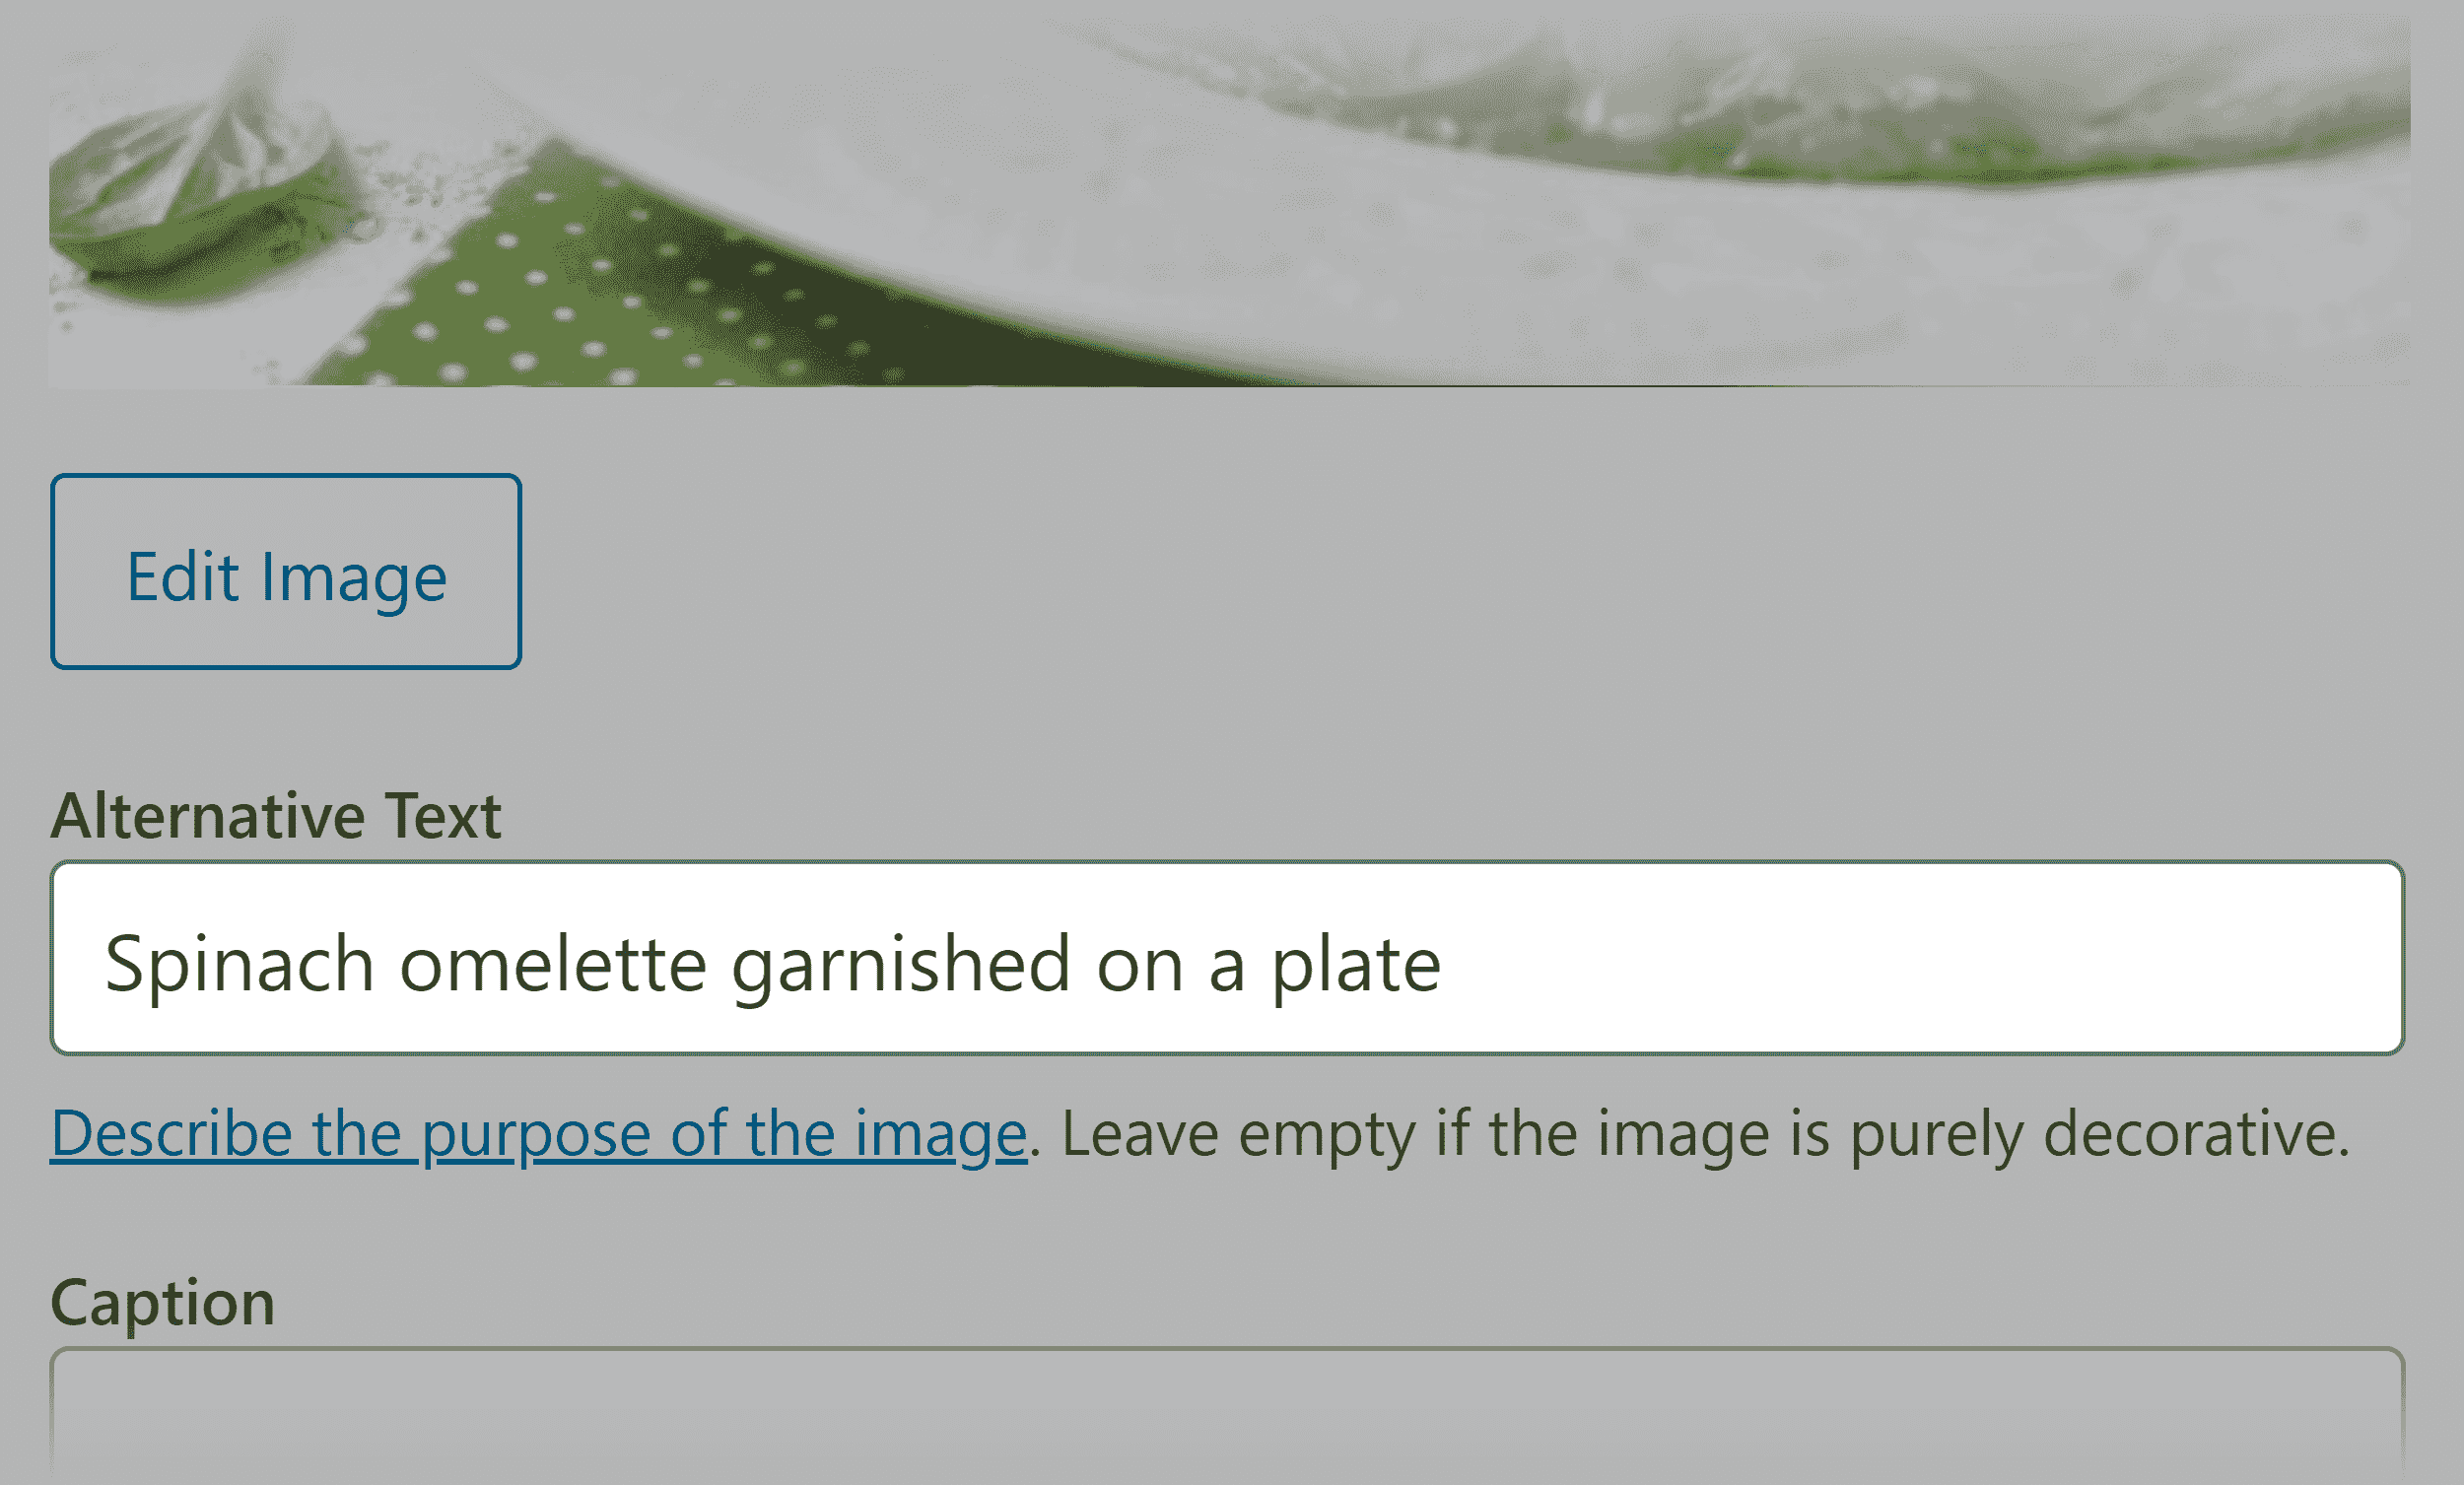 Edit Image
Alternative Text
Spinach omelette garnished on a plate
Describe the purpose of the image. Leave empty if the image is purely decorative.
Caption